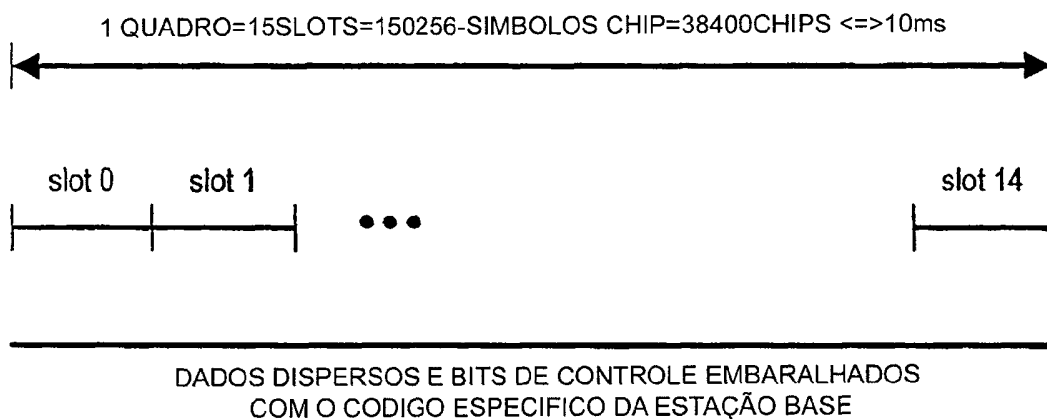 1 QUADRO=15SLOTS=150256-SIMBOLOS CHIP=38400CHIPS <=>10ms
slot 0 slot 1 slot 14
DADOS DISPERSOS E BITS DE CONTROLE EMBARALHADOS
COM O CODIGO ESPECIFICO DA ESTAÇÃO BASE